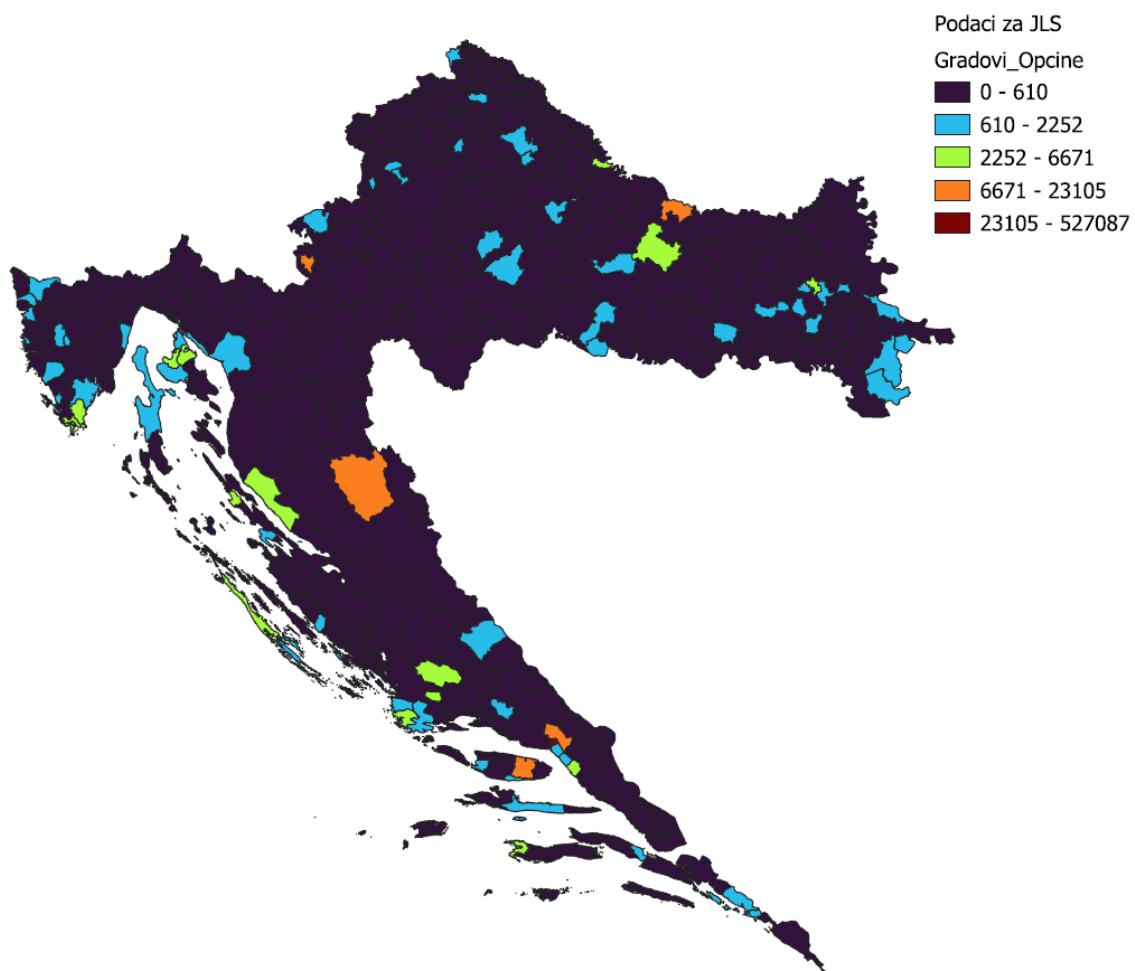 Podaci za JLS
Gradovi_Opcine
0 - 610
610 - 2252
2252 - 6671
6671 - 23105
23105 - 527087